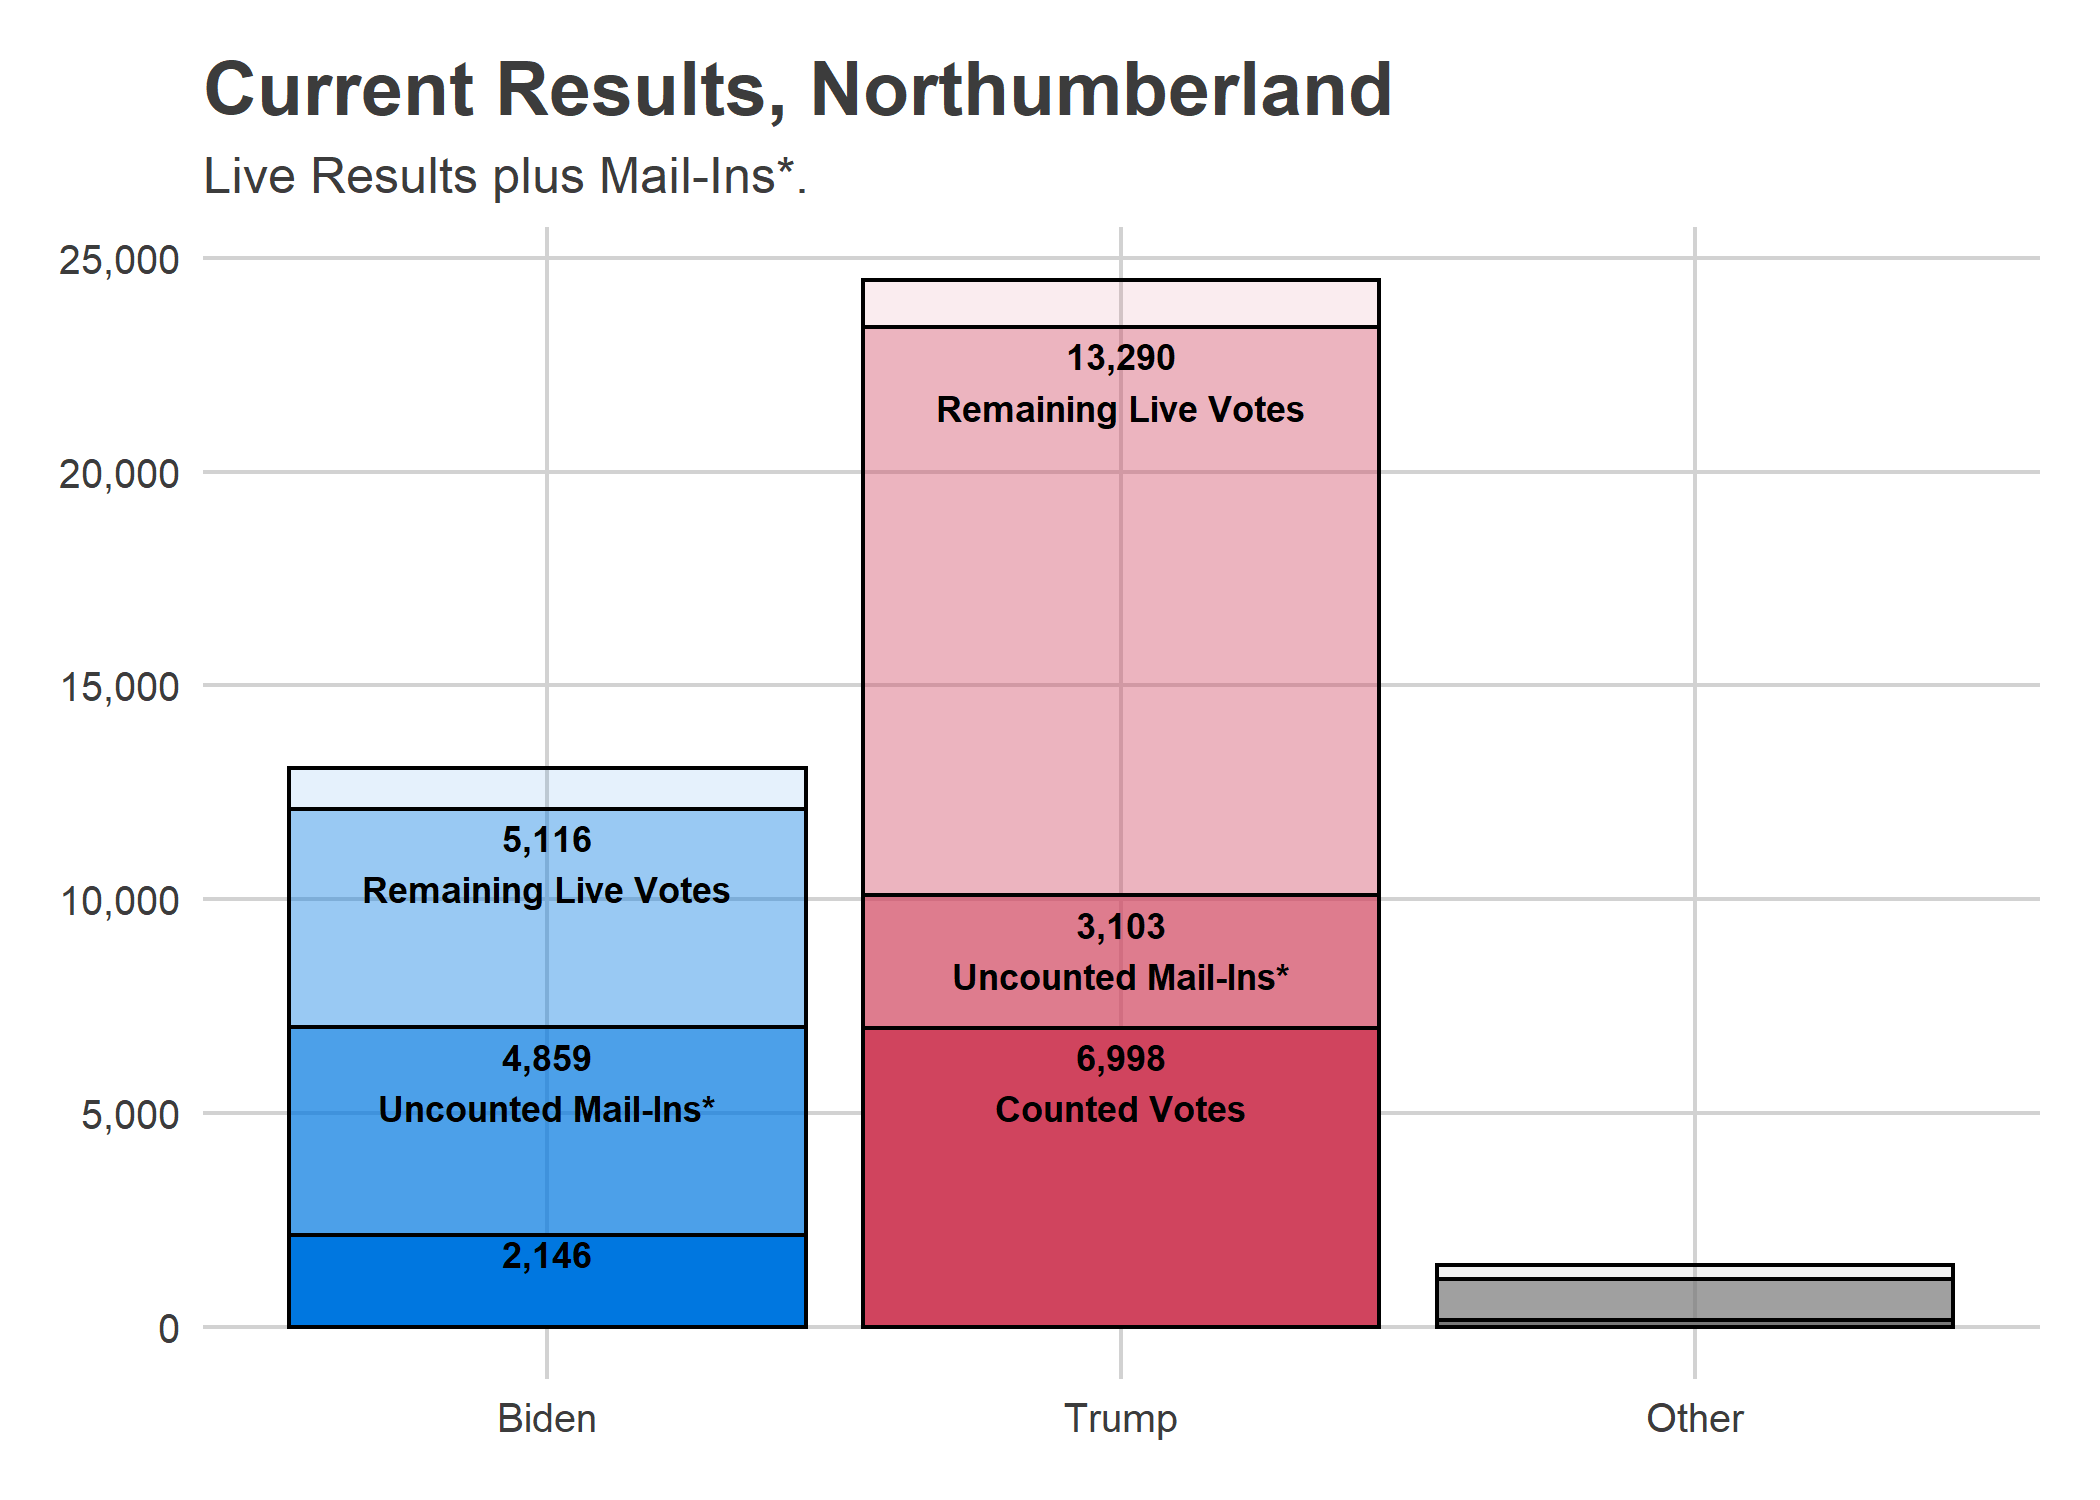 Current Results, Northumberland
Live Results plus Mail-Ins*.
25,000
20,000
15,000
10,000
5,000
0
5,116
Remaining Live Votes
4,859
Uncounted Mail-Ins*
2,146
13,290
Remaining Live Votes
3,103
Uncounted Mail-Ins*
6,998
Counted Votes
Biden
Trump
Other